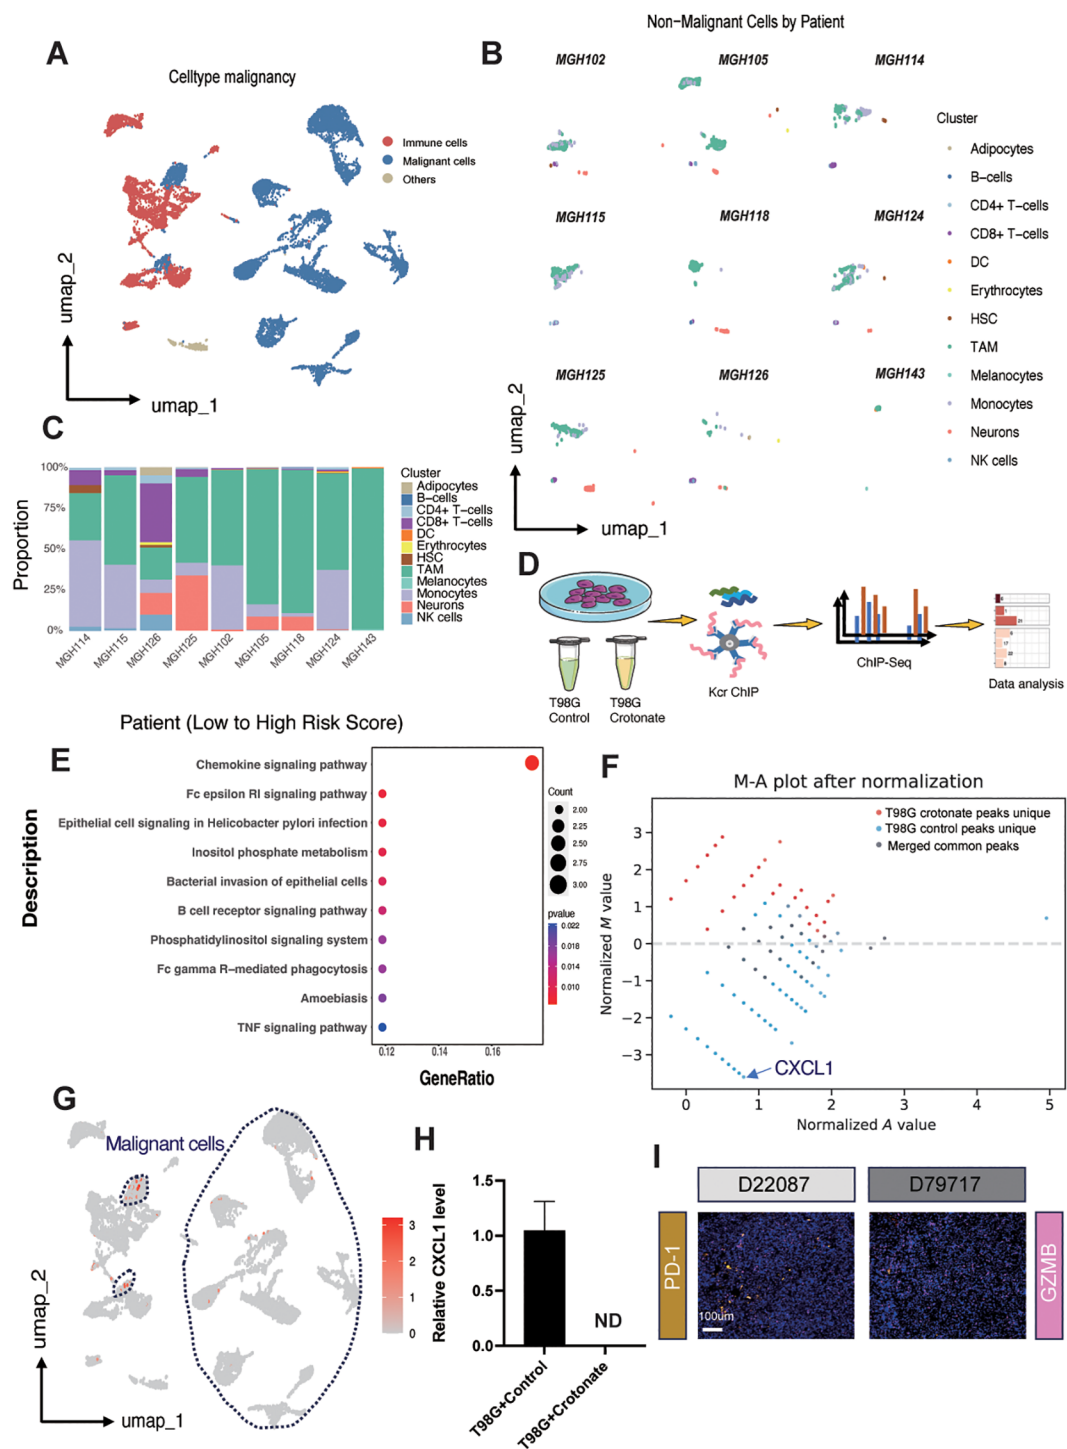 A
Celltype malignancy
Immune cells
Malignant cells
Others
umap_2
umap_1
B
Non−Malignant Cells by Patient
MGH102
MGH105
MGH114
MGH115
MGH118
MGH124
MGH125
MGH126
MGH143
umap_2
umap_1
Cluster
Adipocytes
B−cells
CD4+ T−cells
CD8+ T−cells
DC
Erythrocytes
HSC
TAM
Melanocytes
Monocytes
Neurons
NK cells
C
Proportion
100%
75%
50%
25%
0%
MGH114
MGH115
MGH126
MGH125
MGH102
MGH105
MGH118
MGH124
MGH143
Patient (Low to High Risk Score)
Cluster
Adipocytes
B−cells
CD4+ T−cells
CD8+ T−cells
DC
Erythrocytes
HSC
TAM
Melanocytes
Monocytes
Neurons
NK cells
D
T98G
Control
T98G
Crotonate
Kcr ChIP
ChIP-Seq
Data analysis
E
Description
Chemokine signaling pathway
Fc epsilon RI signaling pathway
Epithelial cell signaling in Helicobacter pylori infection
Inositol phosphate metabolism
Bacterial invasion of epithelial cells
B cell receptor signaling pathway
Phosphatidylinositol signaling system
Fc gamma R−mediated phagocytosis
Amoebiasis
TNF signaling pathway
0.12
0.14
0.16
GeneRatio
Count
2.00
2.25
2.50
2.75
3.00
pvalue
0.022
0.018
0.014
0.010
F
M-A plot after normalization
T98G crotonate peaks unique
T98G control peaks unique
Merged common peaks
Normalized M value
3
2
1
0
−1
−2
−3
CXCL1
0
1
2
3
4
5
Normalized A value
G
Malignant cells
umap_2
umap_1
3
2
1
0
H
Relative CXCL1 level
1.5
1.0
0.5
0.0
ND
T98G+Control
T98G+Crotonate
I
D22087
D79717
PD-1
GZMB
100um